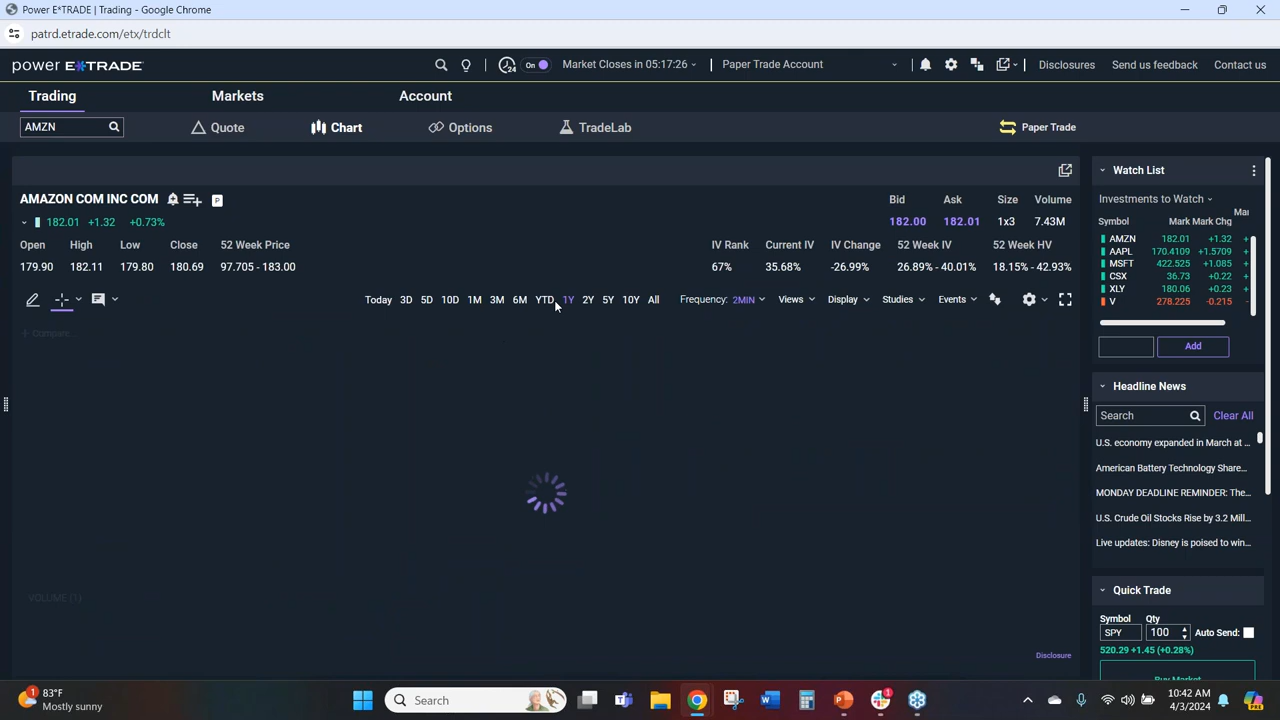 Power E*TRADE | Trading - Google Chrome
patrd.etrade.com/etx/trdclt
power E*TRADE
24 On Market Closes in 05:17:26 Paper Trade Account Disclosures Send us feedback Contact us
Trading Markets Account
AMZN Quote Chart Options TradeLab Paper Trade
AMAZON COM INC COM P
182.01 +1.32 +0.73%
Bid Ask Size Volume
182.00 182.01 1x3 7.43M
Open High Low Close 52 Week Price
179.90 182.11 179.80 180.69 97.705 - 183.00
IV Rank Current IV IV Change 52 Week IV 52 Week HV
67% 35.68% -26.99% 26.89% - 40.01% 18.15% - 42.93%
Today 3D 5D 10D 1M 3M 6M YTD 1Y 2Y 5Y 10Y All Frequency: 2MIN Views Display Studies Events
+ Compare...
VOLUME (1)
Disclosure
Watch List
Investments to Watch
Symbol Mark Mark Chg Mar
AMZN 182.01 +1.32 +
AAPL 170.4109 +1.5709 +
MSFT 422.525 +1.085 +
CSX 36.73 +0.22 +
XLY 180.06 +0.23 +
V 278.225 -0.215 -
Add
Headline News
Search Clear All
U.S. economy expanded in March at ...
American Battery Technology Share...
MONDAY DEADLINE REMINDER: The...
U.S. Crude Oil Stocks Rise by 3.2 Mill...
Live updates: Disney is poised to win...
Quick Trade
Symbol Qty
SPY 100 Auto Send:
520.29 +1.45 (+0.28%)
Buy Market
1
83°F
Mostly sunny
Search
1
10:42 AM
4/3/2024